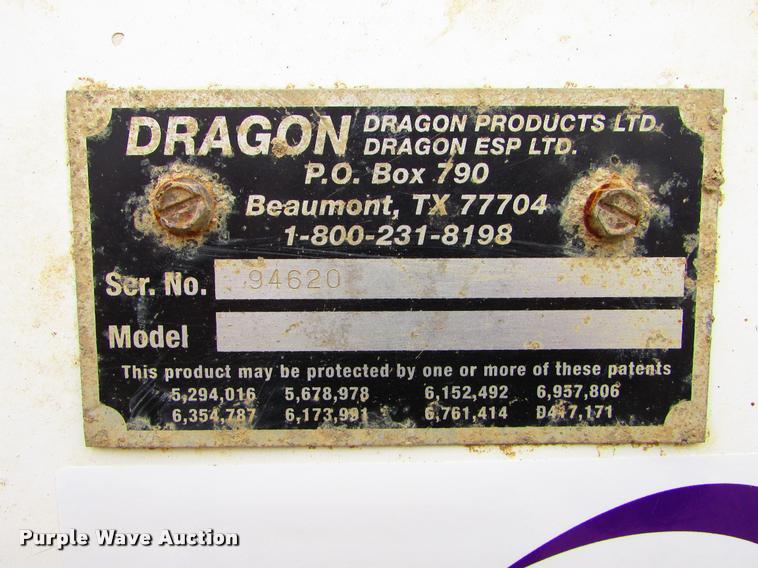 DRAGON DRAGON PRODUCTS LTD.
DRAGON ESP LTD.
P.O. Box 790
Beaumont, TX 77704
1-800-231-8198
Ser. No. 94620
Model
This product may be protected by one or more of these patents
5,294,016 5,678,978 6,152,492 6,957,806
6,354,787 6,173,991 6,761,414 D447,171
Purple Wave Auction